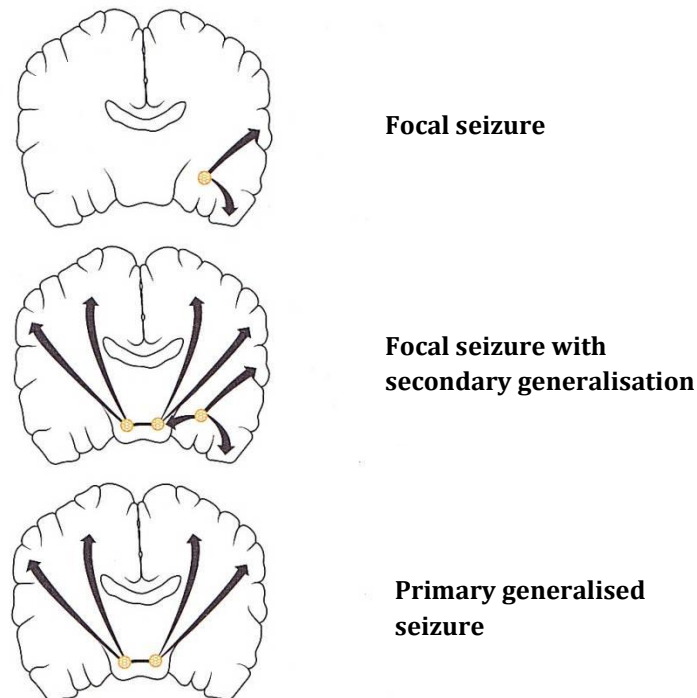 Focal seizure
Focal seizure with
secondary generalisation
Primary generalised
seizure